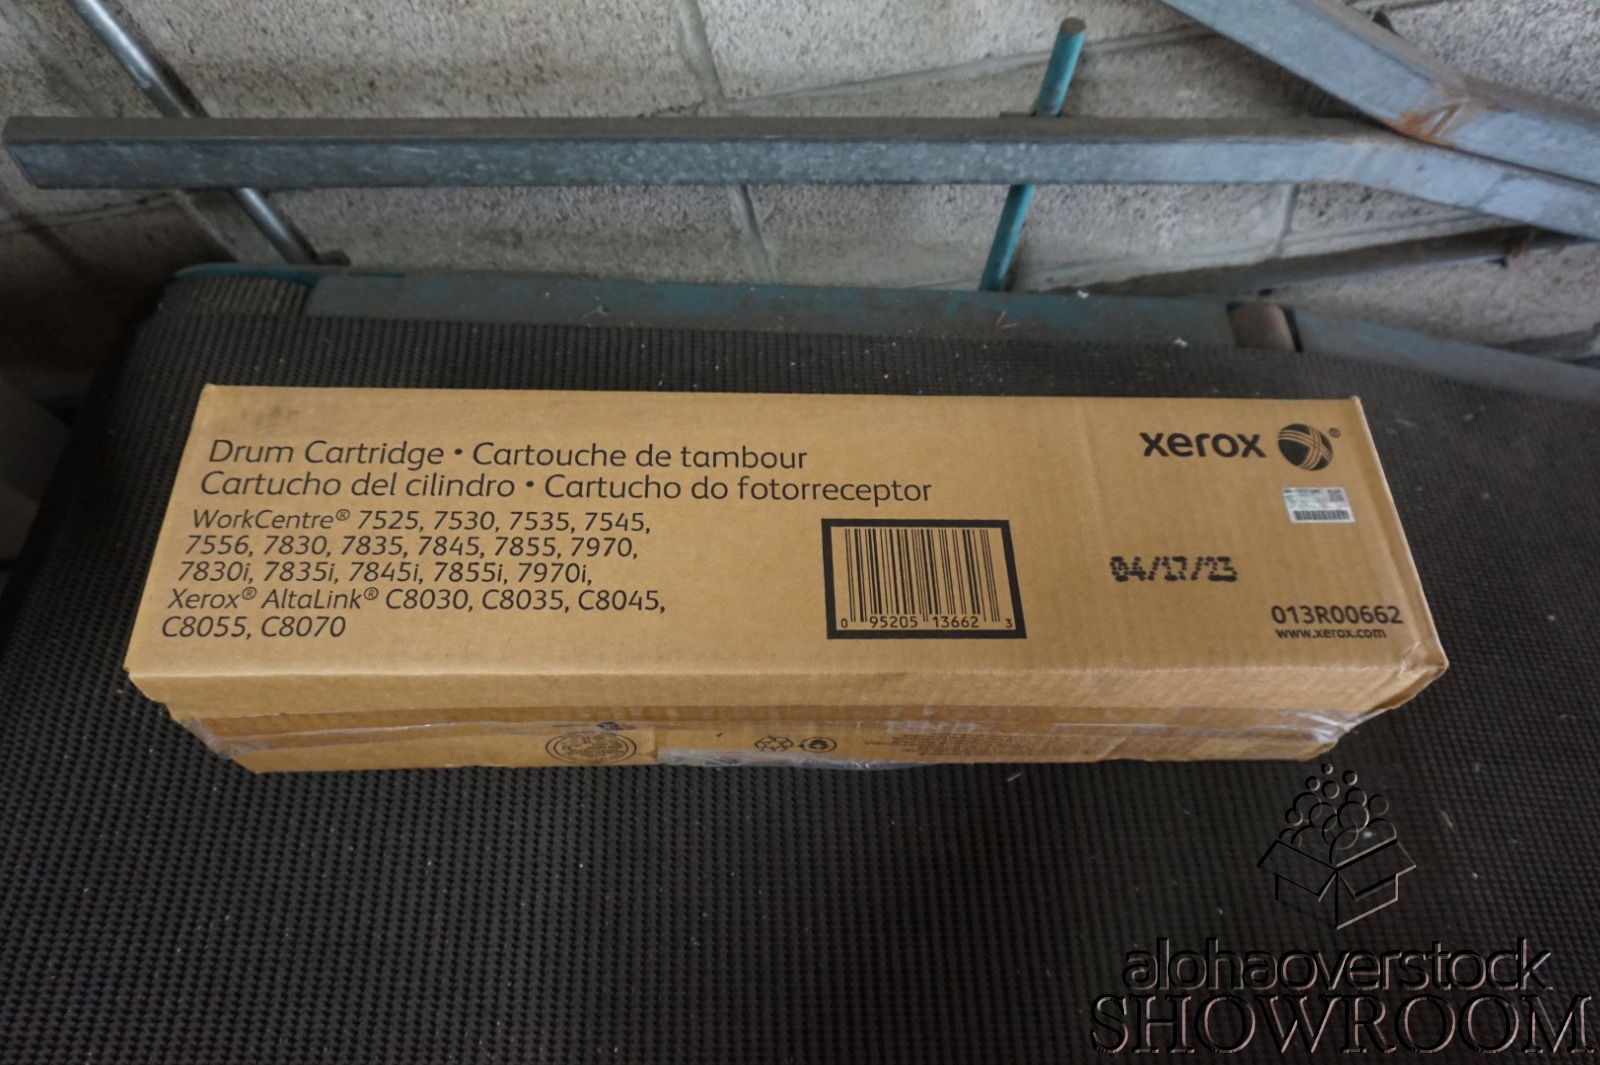 Drum Cartridge • Cartouche de tambour
Cartucho del cilindro • Cartucho do fotorreceptor
WorkCentre® 7525, 7530, 7535, 7545,
7556, 7830, 7835, 7845, 7855, 7970,
7830i, 7835i, 7845i, 7855i, 7970i,
Xerox® AltaLink® C8030, C8035, C8045,
C8055, C8070
0 95205 13662 3
xerox ®
04/17/23
013R00662
www.xerox.com
alohaoverstock
SHOWROOM